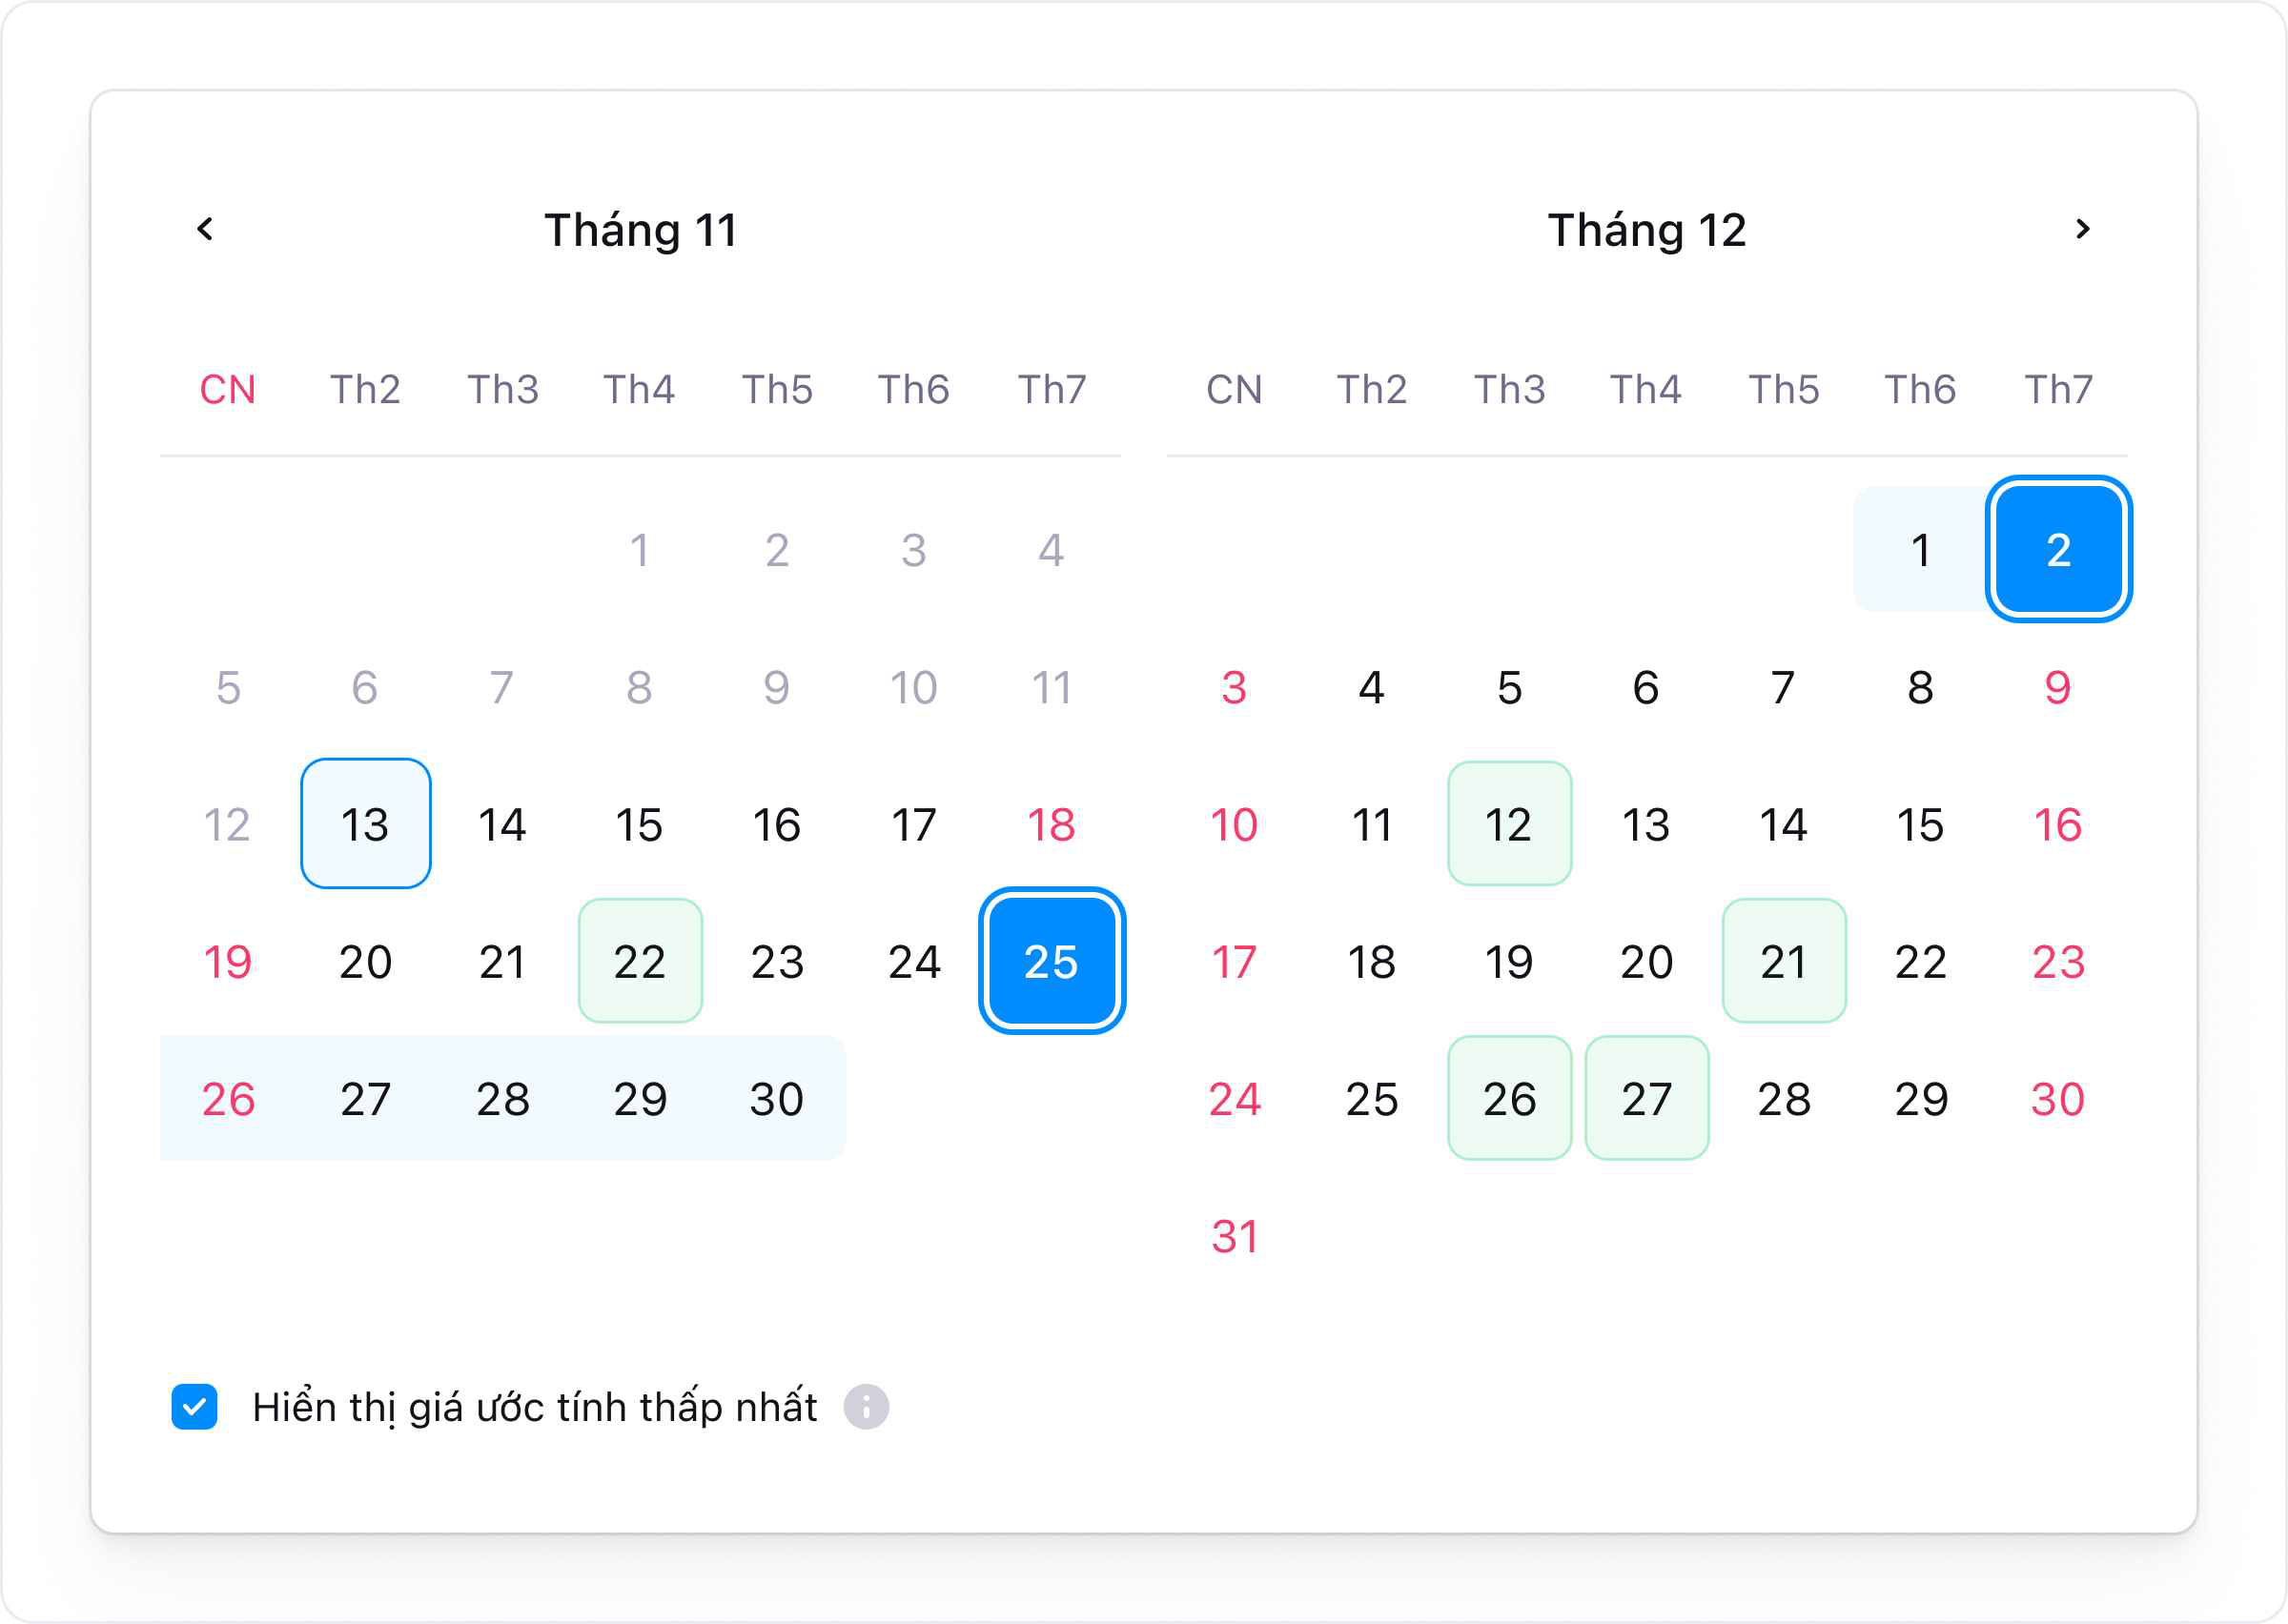 Tháng 11
CN Th2 Th3 Th4 Th5 Th6 Th7
1 2 3 4
5 6 7 8 9 10 11
12 13 14 15 16 17 18
19 20 21 22 23 24 25
26 27 28 29 30
Tháng 12
CN Th2 Th3 Th4 Th5 Th6 Th7
1 2
3 4 5 6 7 8 9
10 11 12 13 14 15 16
17 18 19 20 21 22 23
24 25 26 27 28 29 30
31
Hiển thị giá ước tính thấp nhất